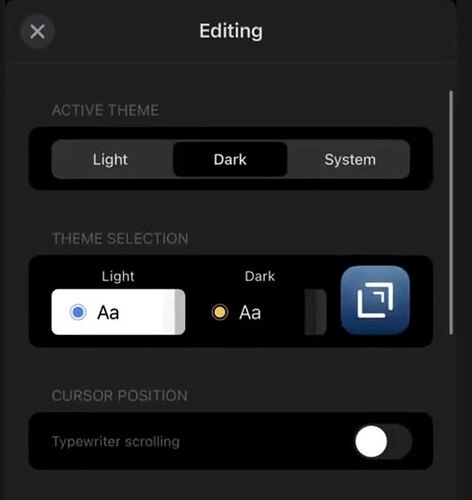 Editing
ACTIVE THEME
Light Dark System
THEME SELECTION
Light Dark
Aa Aa
CURSOR POSITION
Typewriter scrolling